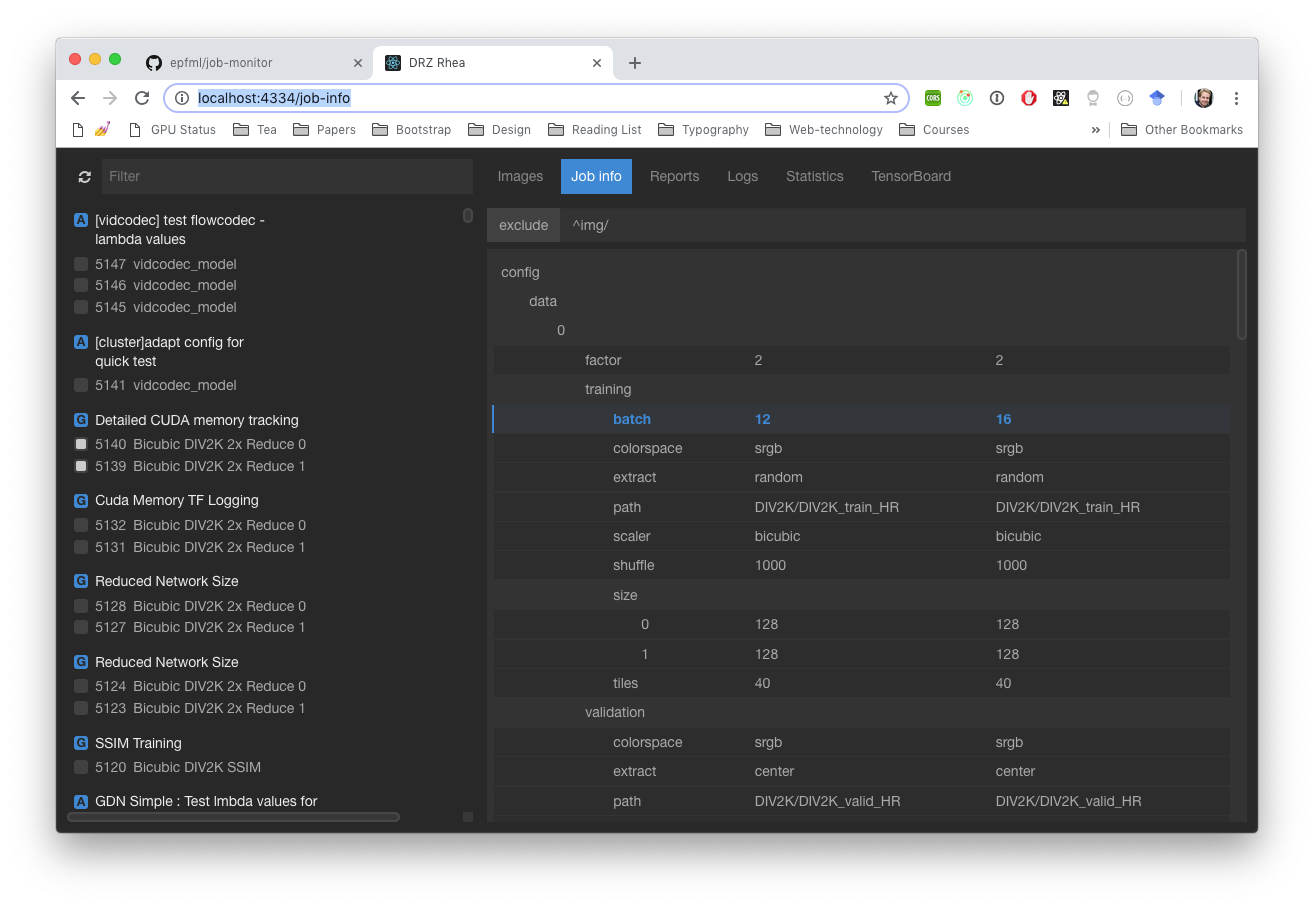 epfml/job-monitor
DRZ Rhea
localhost:4334/job-info
CORS
GPU Status
Tea
Papers
Bootstrap
Design
Reading List
Typography
Web-technology
Courses
»
Other Bookmarks
Filter
A [vidcodec] test flowcodec -
lambda values
5147 vidcodec_model
5146 vidcodec_model
5145 vidcodec_model
A [cluster]adapt config for
quick test
5141 vidcodec_model
G Detailed CUDA memory tracking
5140 Bicubic DIV2K 2x Reduce 0
5139 Bicubic DIV2K 2x Reduce 1
G Cuda Memory TF Logging
5132 Bicubic DIV2K 2x Reduce 0
5131 Bicubic DIV2K 2x Reduce 1
G Reduced Network Size
5128 Bicubic DIV2K 2x Reduce 0
5127 Bicubic DIV2K 2x Reduce 1
G Reduced Network Size
5124 Bicubic DIV2K 2x Reduce 0
5123 Bicubic DIV2K 2x Reduce 1
G SSIM Training
5120 Bicubic DIV2K SSIM
A GDN Simple : Test lmbda values for
Images Job info Reports Logs Statistics TensorBoard
exclude ^img/
config
data
0
factor 2 2
training
batch 12 16
colorspace srgb srgb
extract random random
path DIV2K/DIV2K_train_HR DIV2K/DIV2K_train_HR
scaler bicubic bicubic
shuffle 1000 1000
size
0 128 128
1 128 128
tiles 40 40
validation
colorspace srgb srgb
extract center center
path DIV2K/DIV2K_valid_HR DIV2K/DIV2K_valid_HR